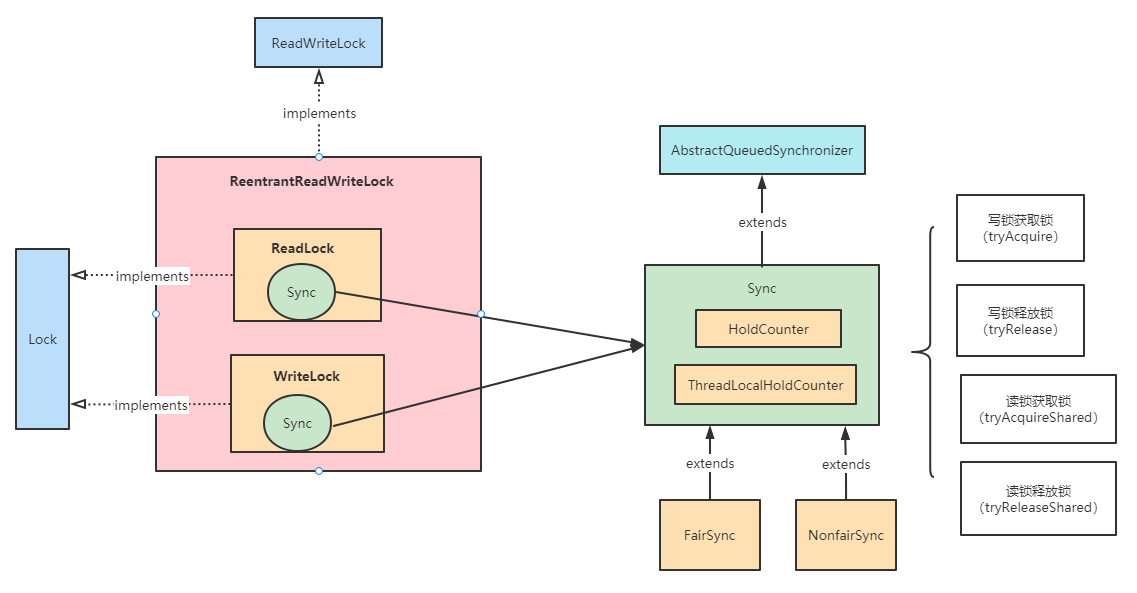 ReadWriteLock
implements
ReentrantReadWriteLock
ReadLock
Sync
implements
Lock
WriteLock
Sync
implements
AbstractQueuedSynchronizer
extends
Sync
HoldCounter
ThreadLocalHoldCounter
extends
extends
FairSync
NonfairSync
写锁获取锁
（tryAcquire）
写锁释放锁
（tryRelease）
读锁获取锁
（tryAcquireShared）
读锁释放锁
（tryReleaseShared）